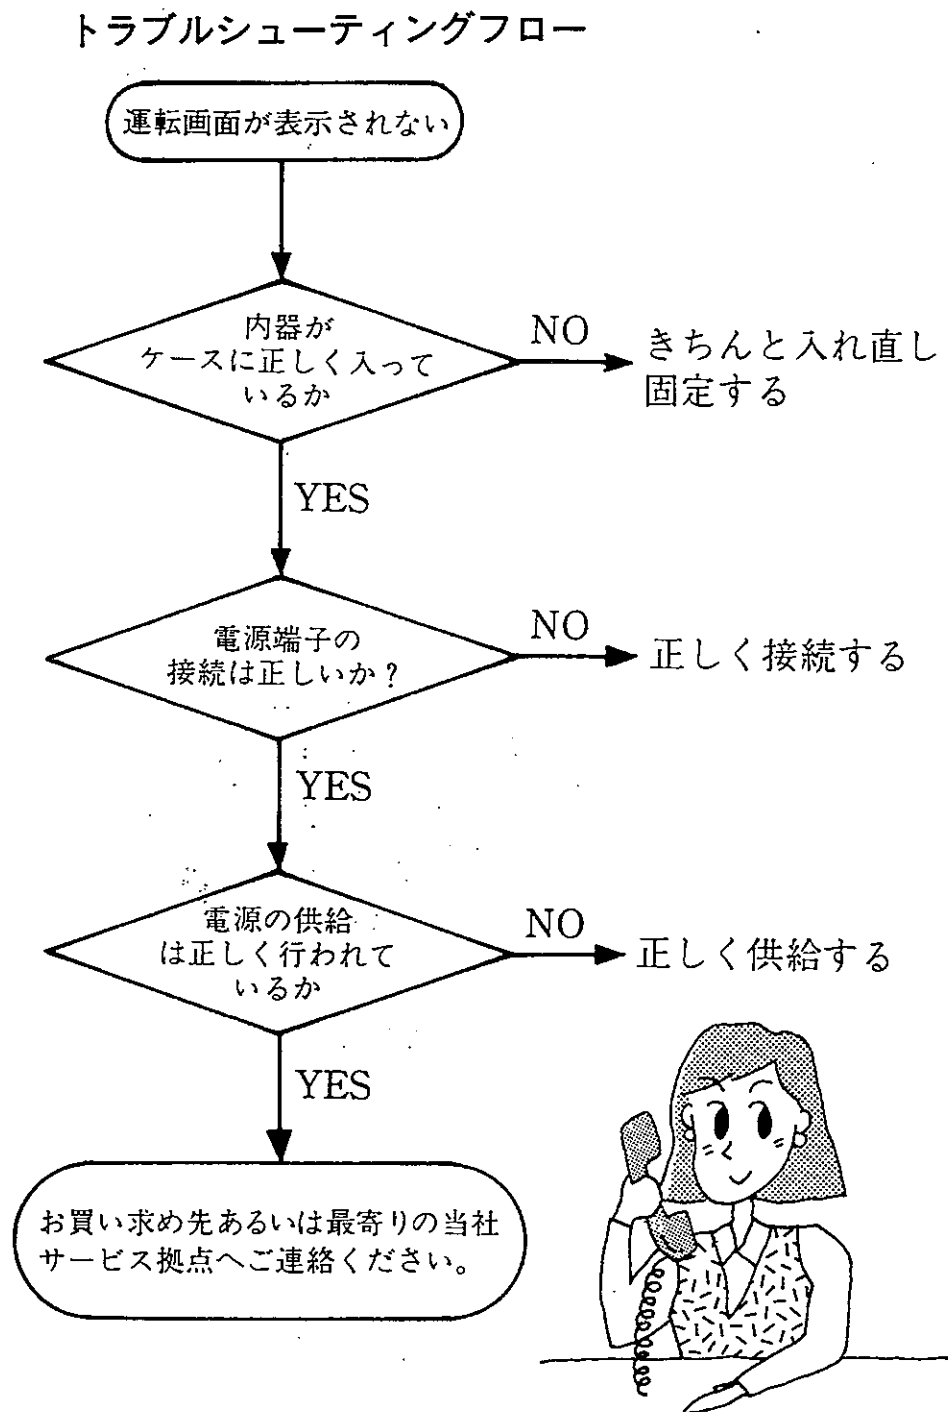 トラブルシューティングフロー
運転画面が表示されない
内器が
ケースに正しく入って
いるか
NO
きちんと入れ直し
固定する
YES
電源端子の
接続は正しいか?
NO
正しく接続する
YES
電源の供給
は正しく行われて
いるか
NO
正しく供給する
YES
お買い求め先あるいは最寄りの当社
サービス拠点へご連絡ください。